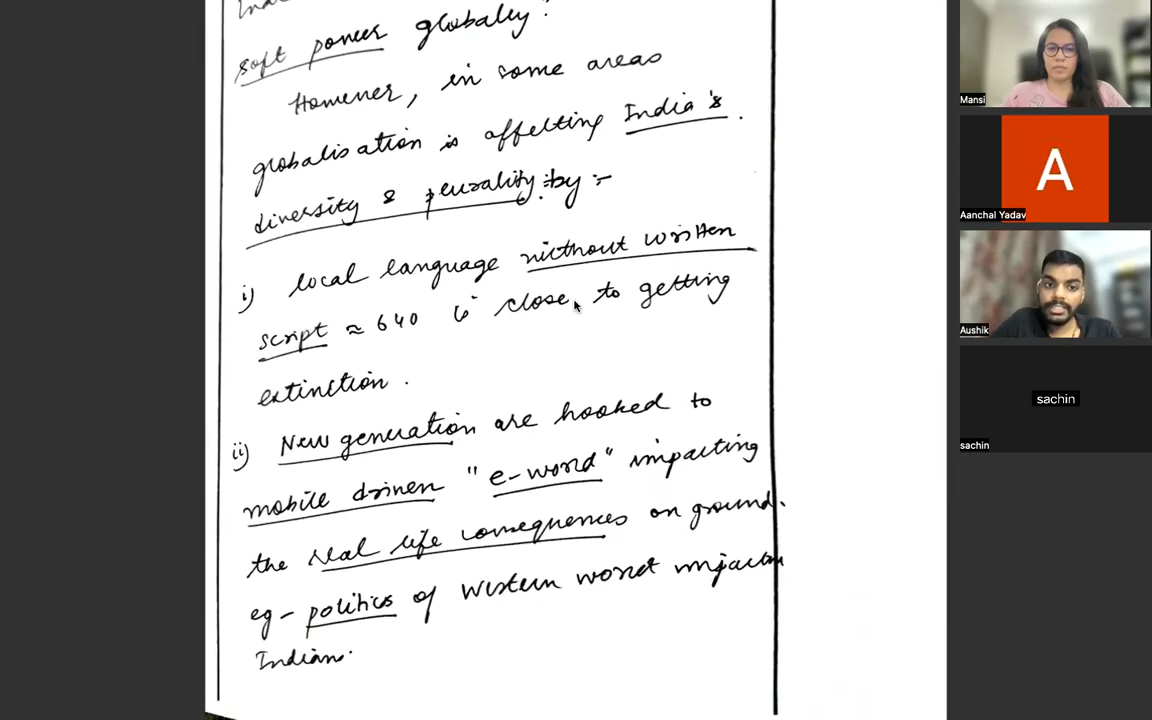 soft power globally.
However, in some areas
globalisation is affecting India's
diversity & plurality by :-
i) local language without written
script ≈ 640 is close to getting
extinction.
ii) New generation are hooked to
mobile driven "e-world" impacting
the real life consequences on ground.
eg - politics of western world impacting
Indians.
Mansi
A
Aanchal Yadav
Aushik
sachin
sachin